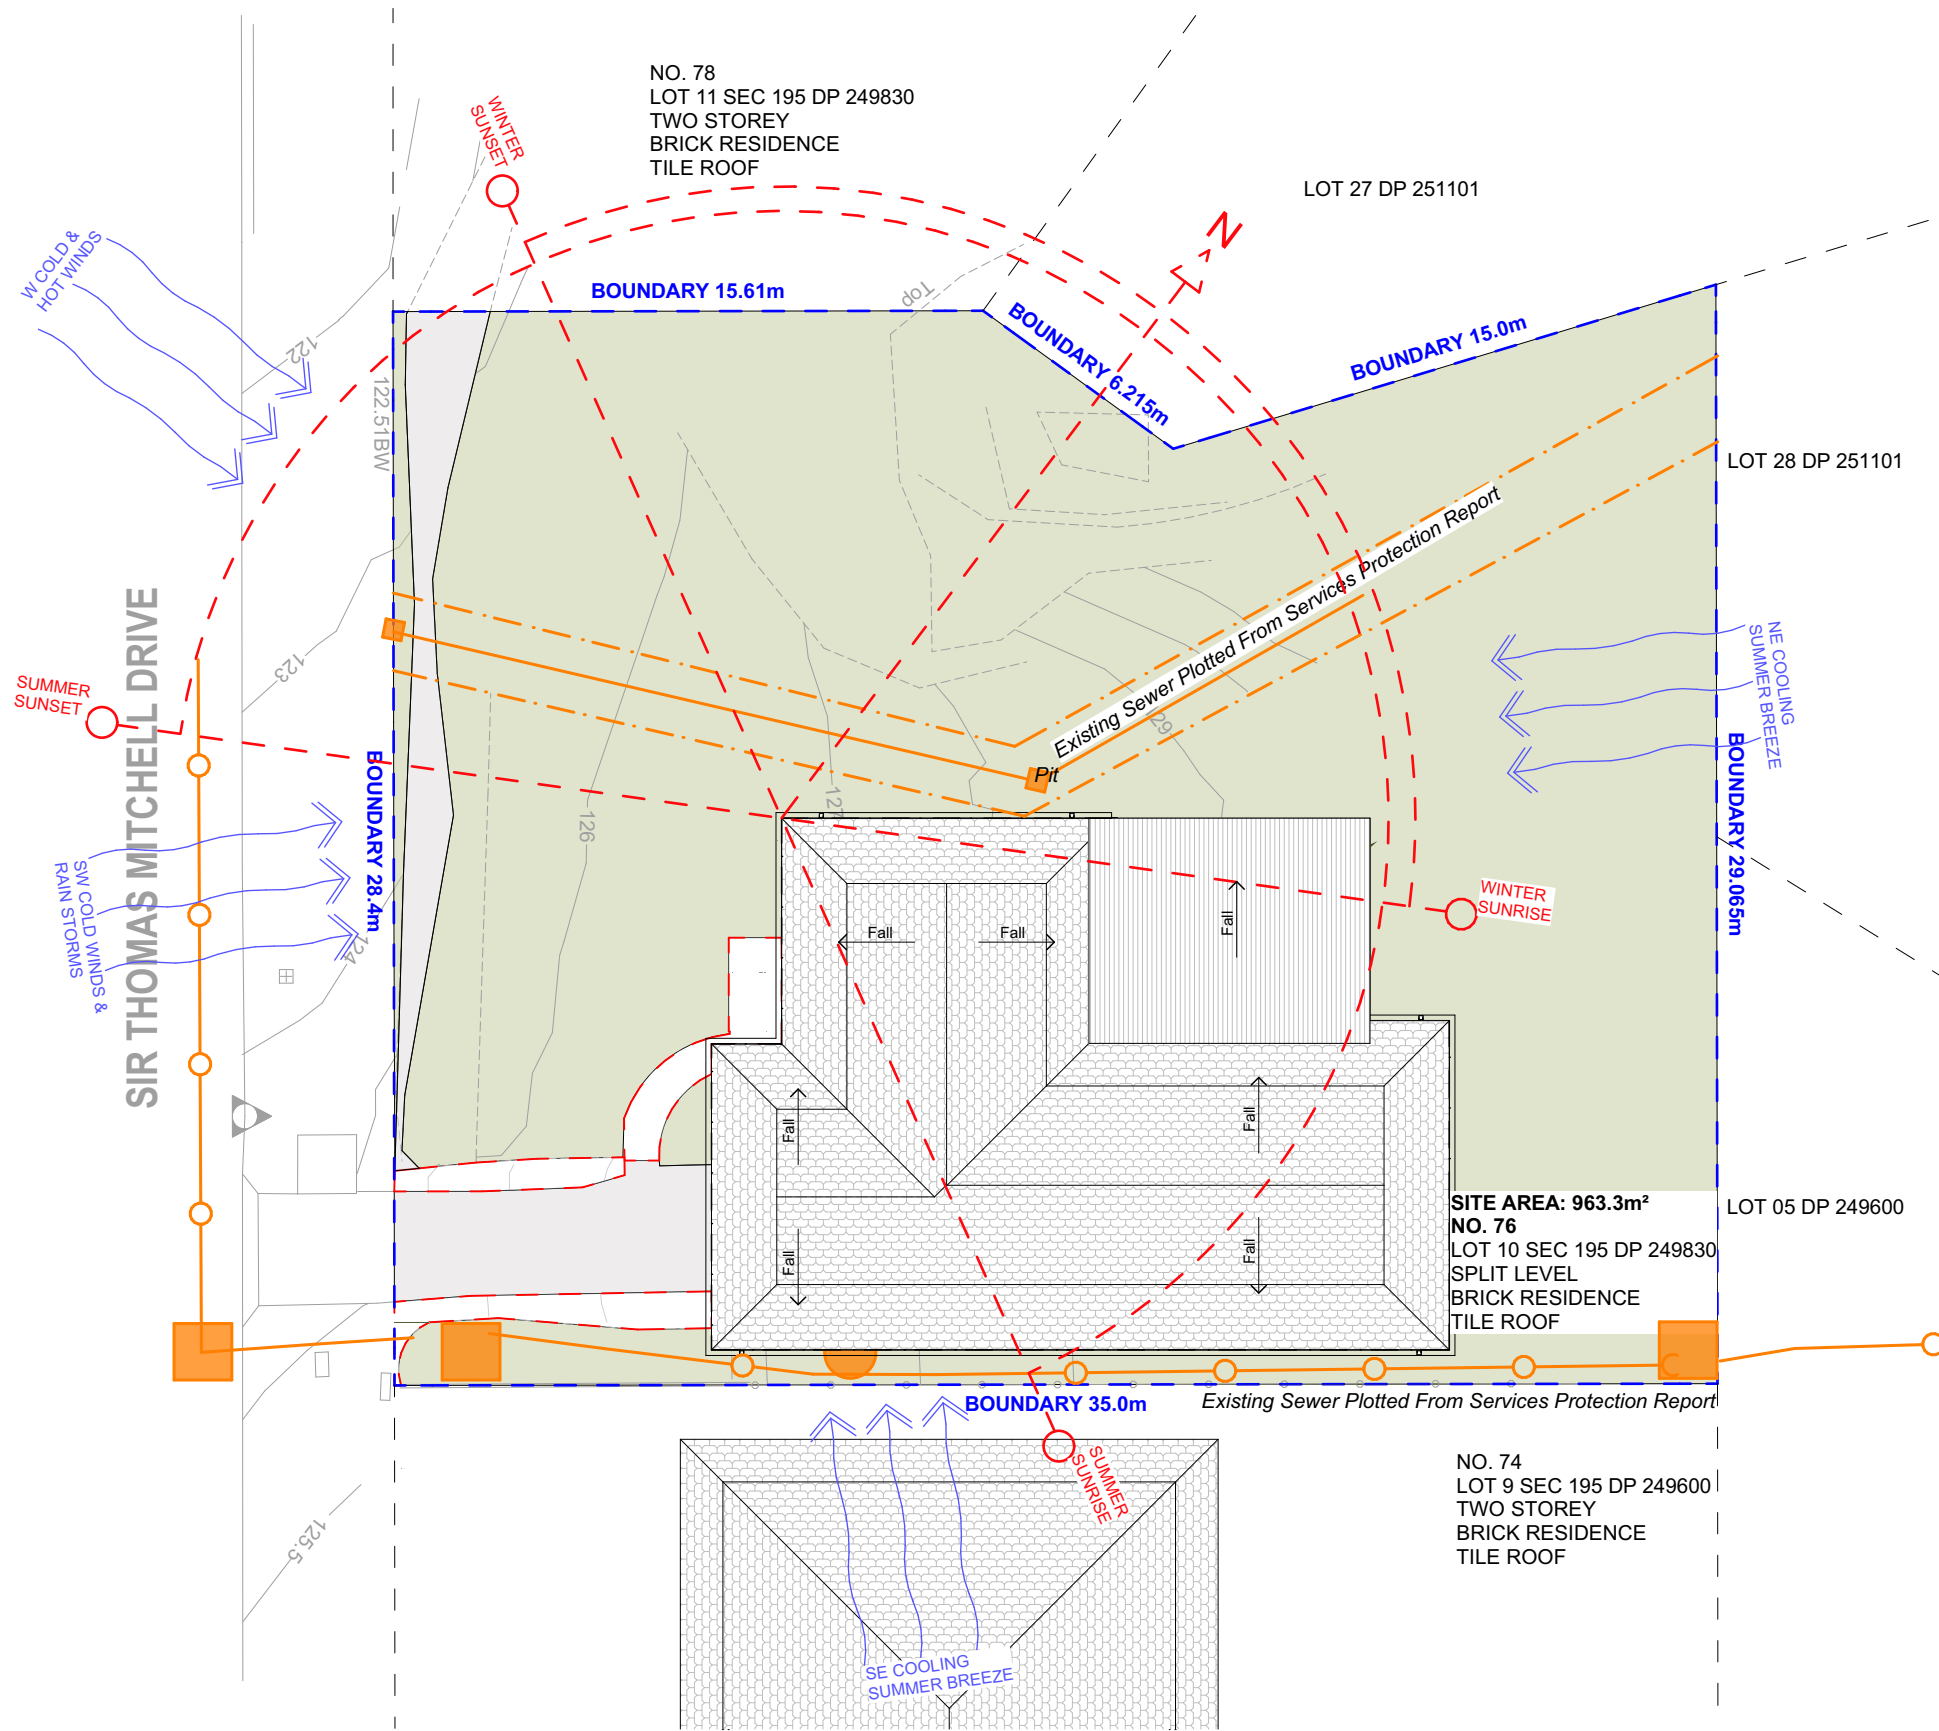 NO. 78
LOT 11 SEC 195 DP 249830
TWO STOREY
BRICK RESIDENCE
TILE ROOF
WINTER
SUNSET
LOT 27 DP 251101
N
W COLD &
HOT WINDS
BOUNDARY 15.61m
Top
BOUNDARY 6.215m
BOUNDARY 15.0m
122
122.51BW
LOT 28 DP 251101
Existing Sewer Plotted From Services Protection Report
SIR THOMAS MITCHELL DRIVE
123
NE COOLING
SUMMER BREEZE
SUMMER
SUNSET
29
Pit
BOUNDARY 28.4m
BOUNDARY 29.065m
126
127
SW COLD WINDS &
RAIN STORMS
124
WINTER
SUNRISE
Fall
Fall
Fall
Fall
Fall
Fall
Fall
SITE AREA: 963.3m²
NO. 76
LOT 10 SEC 195 DP 249830
SPLIT LEVEL
BRICK RESIDENCE
TILE ROOF
LOT 05 DP 249600
BOUNDARY 35.0m
Existing Sewer Plotted From Services Protection Report
SUMMER
SUNRISE
NO. 74
LOT 9 SEC 195 DP 249600
TWO STOREY
BRICK RESIDENCE
TILE ROOF
125.5
SE COOLING
SUMMER BREEZE